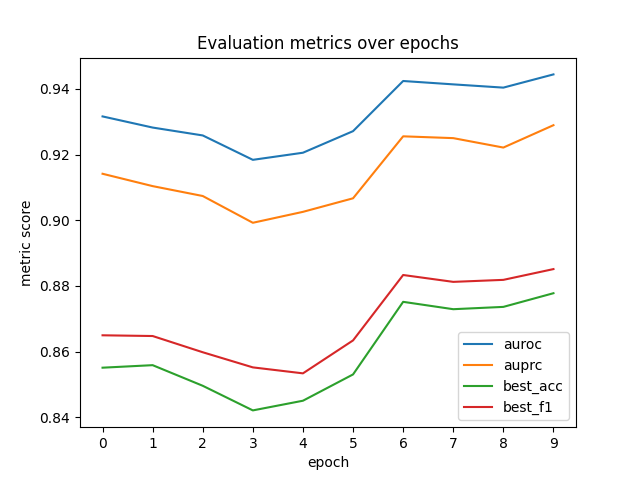 Evaluation metrics over epochs
metric score
0.94
0.92
0.90
0.88
0.86
0.84
auroc
auprc
best_acc
best_f1
0 1 2 3 4 5 6 7 8 9
epoch